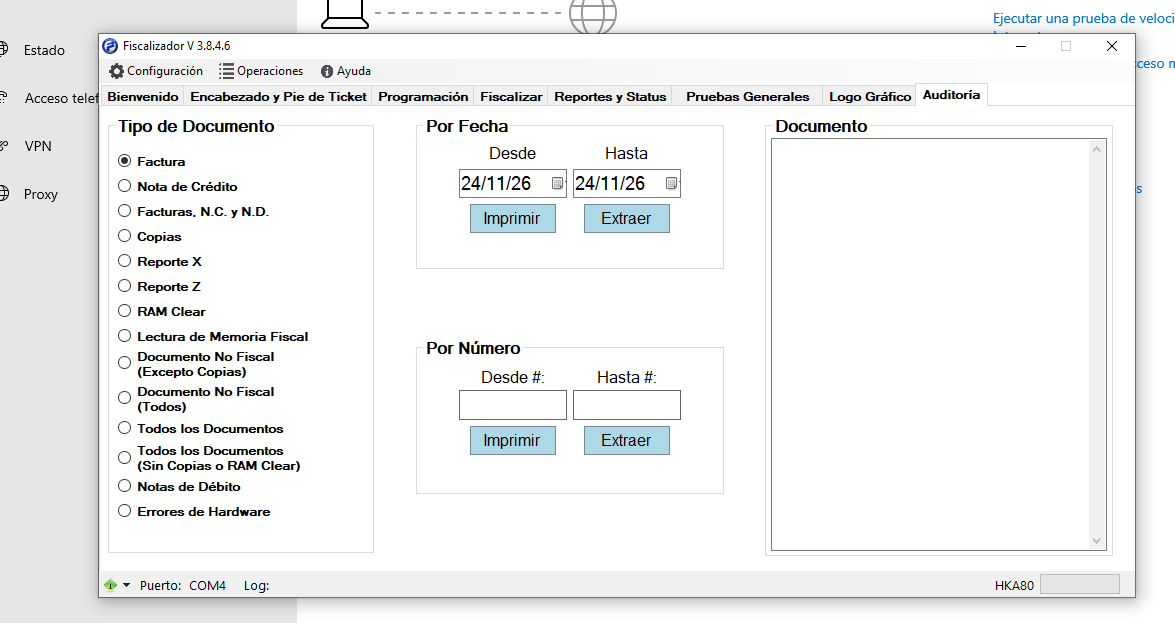 Ejecutar una prueba de veloci
Estado
Acceso telef
VPN
Proxy
Fiscalizador V 3.8.4.6
Configuración
Operaciones
Ayuda
Bienvenido
Encabezado y Pie de Ticket
Programación
Fiscalizar
Reportes y Status
Pruebas Generales
Logo Gráfico
Auditoría
Tipo de Documento
Factura
Nota de Crédito
Facturas, N.C. y N.D.
Copias
Reporte X
Reporte Z
RAM Clear
Lectura de Memoria Fiscal
Documento No Fiscal
(Excepto Copias)
Documento No Fiscal
(Todos)
Todos los Documentos
Todos los Documentos
(Sin Copias o RAM Clear)
Notas de Débito
Errores de Hardware
Por Fecha
Desde
Hasta
24/11/26
24/11/26
Imprimir
Extraer
Por Número
Desde #:
Hasta #:
Imprimir
Extraer
Documento
cceso m
s
Puerto: COM4
Log:
HKA80